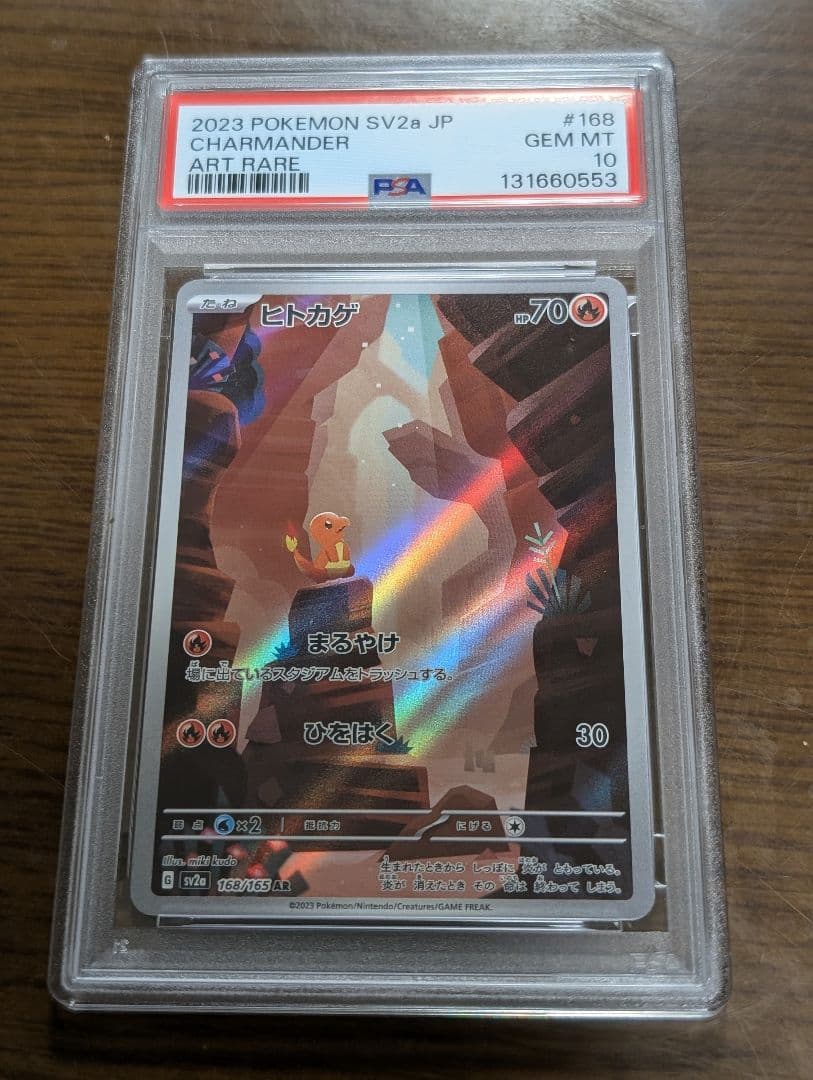 2023 POKEMON SV2a JP #168
CHARMANDER GEM MT
ART RARE 10
PSA 131660553
たね ヒトカゲ HP70
まるやけ
場に出ているスタジアムをトラッシュする。
ひをはく 30
弱点 ×2 抵抗力 にげる
Illus. miki kudo
生まれたときから しっぽに 炎が ともっている。
炎が 消えたとき その 命は 終わって しまう。
G sv2a 168/165 AR
©2023 Pokémon/Nintendo/Creatures/GAME FREAK.